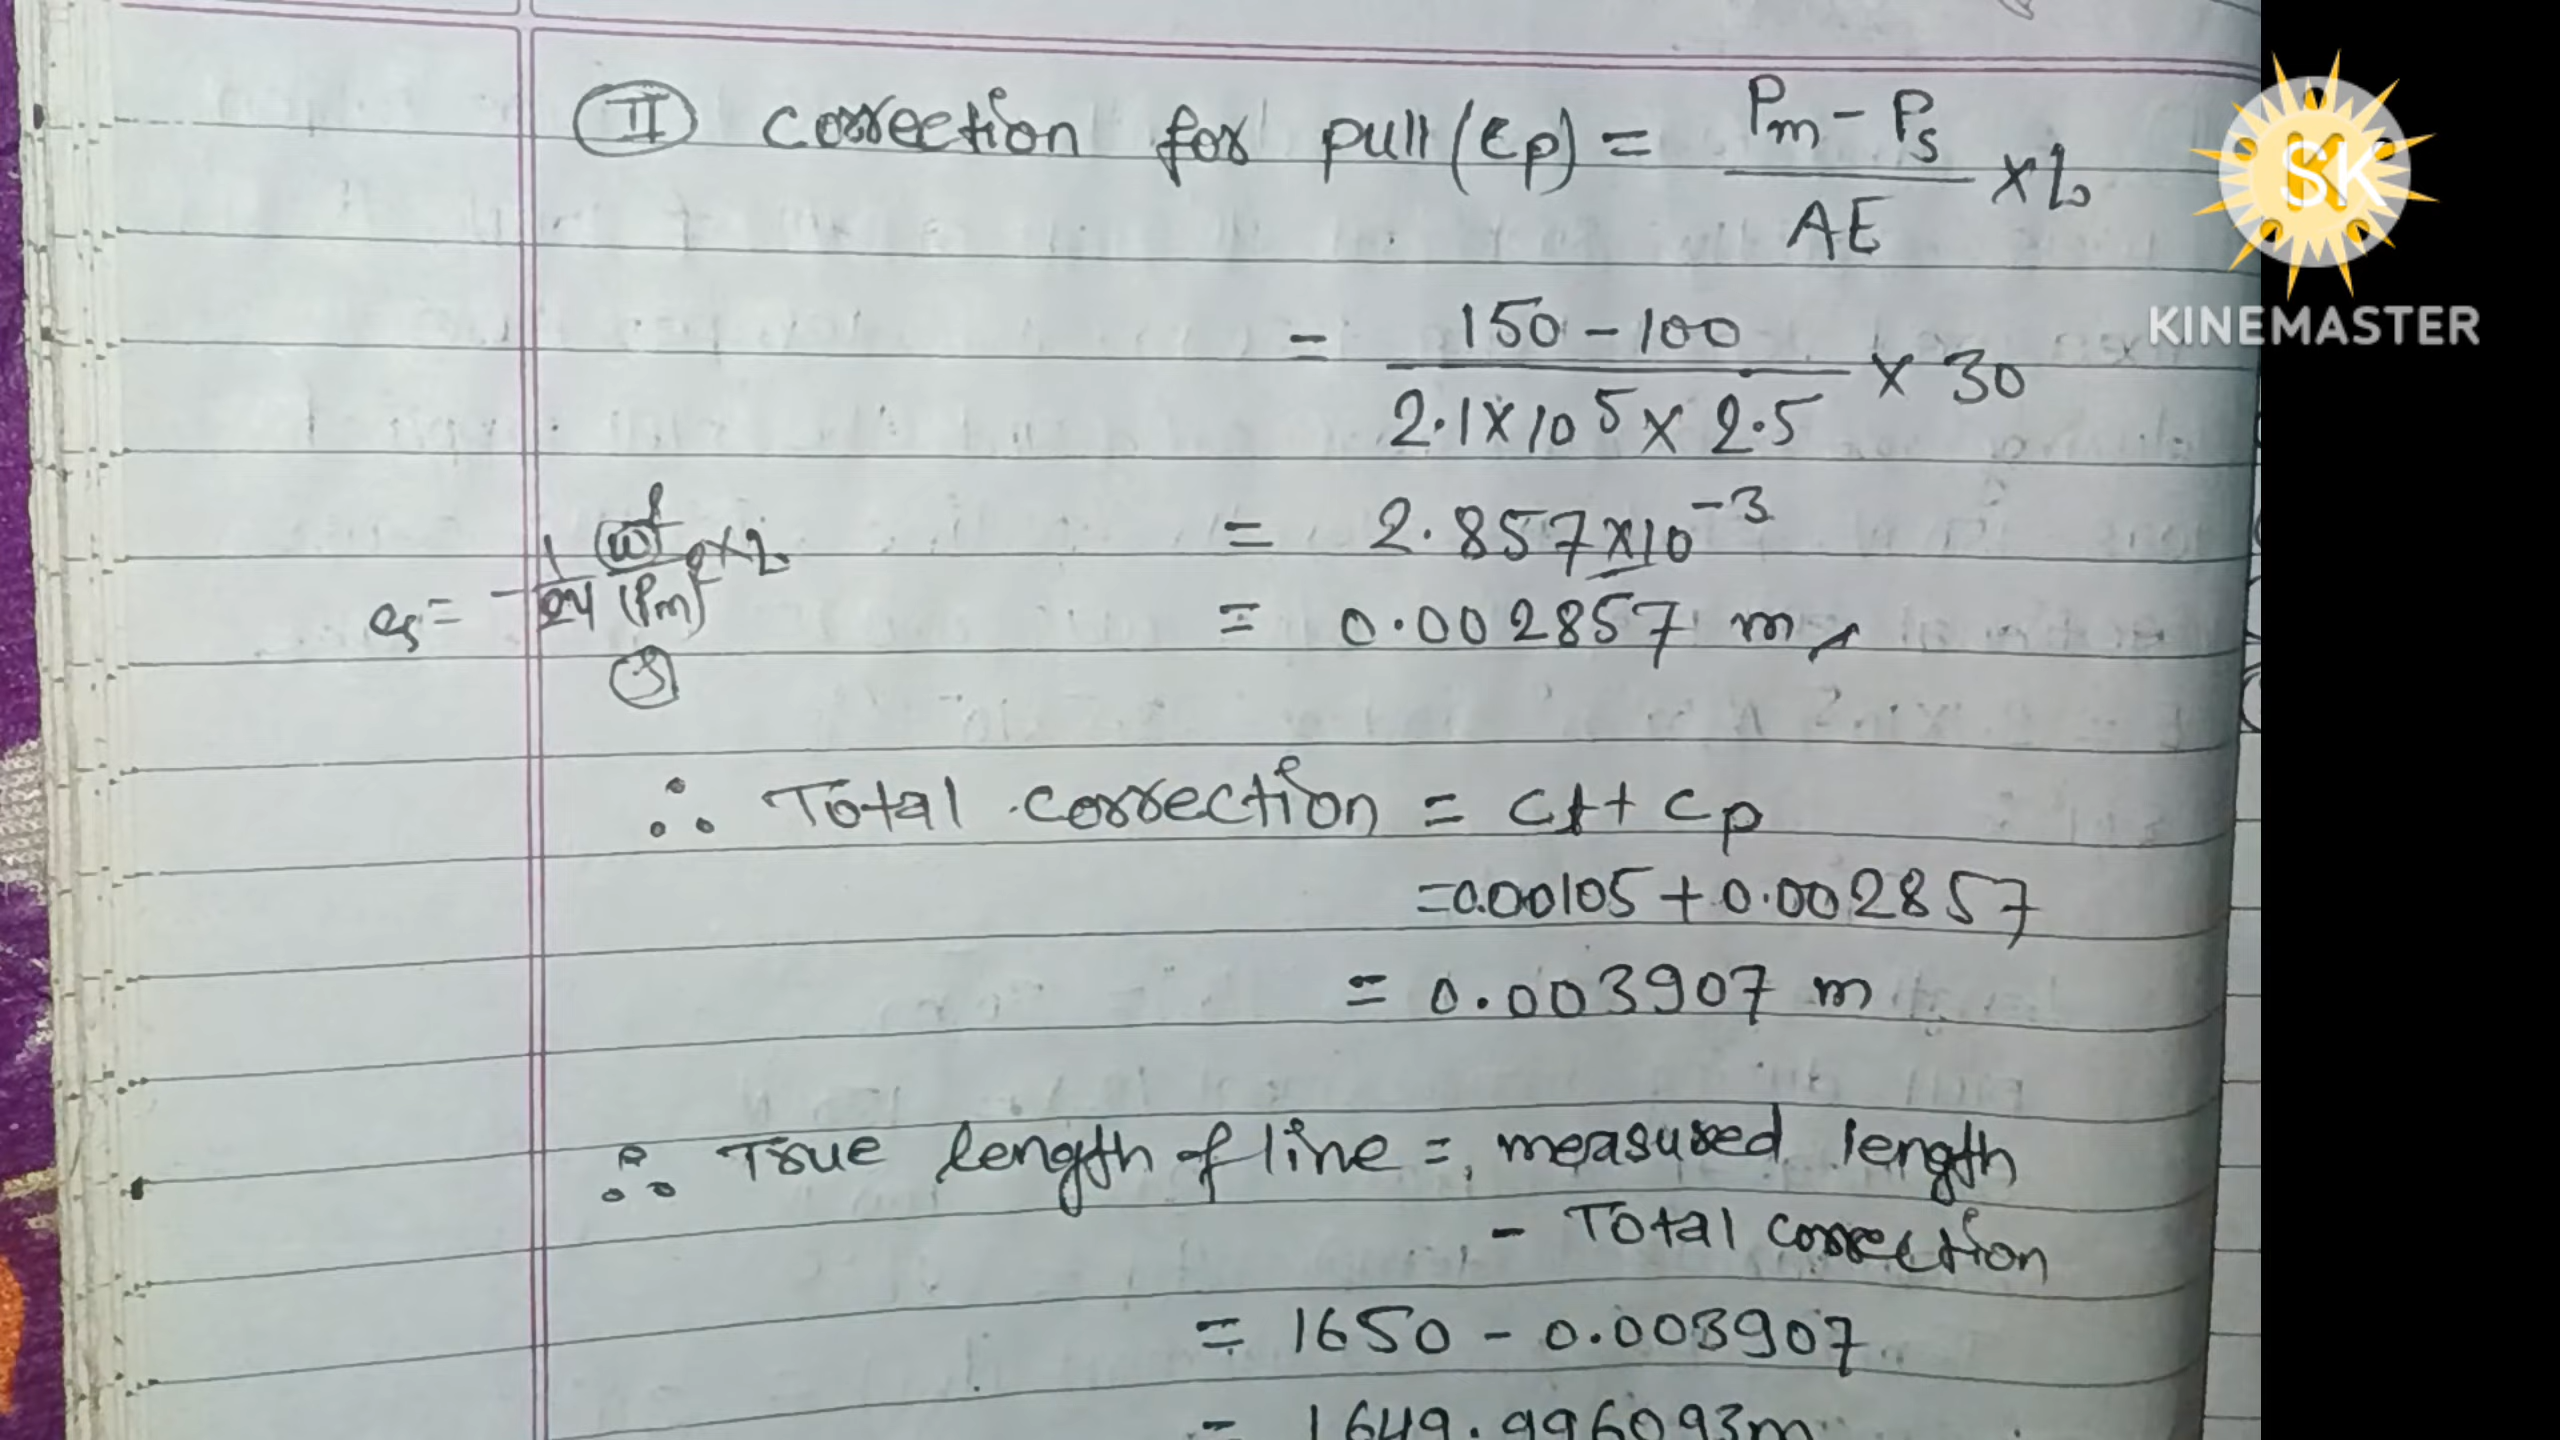 II Correction for pull (Cp) = Pm - Ps / AE × L
= 150 - 100 / 2.1×10^5 × 2.5 × 30
= 2.857×10^-3
= 0.002857 m
Cs = - 1/24 (W)^2/(Pm)^2 × L
∴ Total correction = Ct + Cp
=0.00105 + 0.002857
= 0.003907 m
∴ True length of line = measured length
- Total correction
= 1650 - 0.003907
= 1649.996093m
SK
KINEMASTER